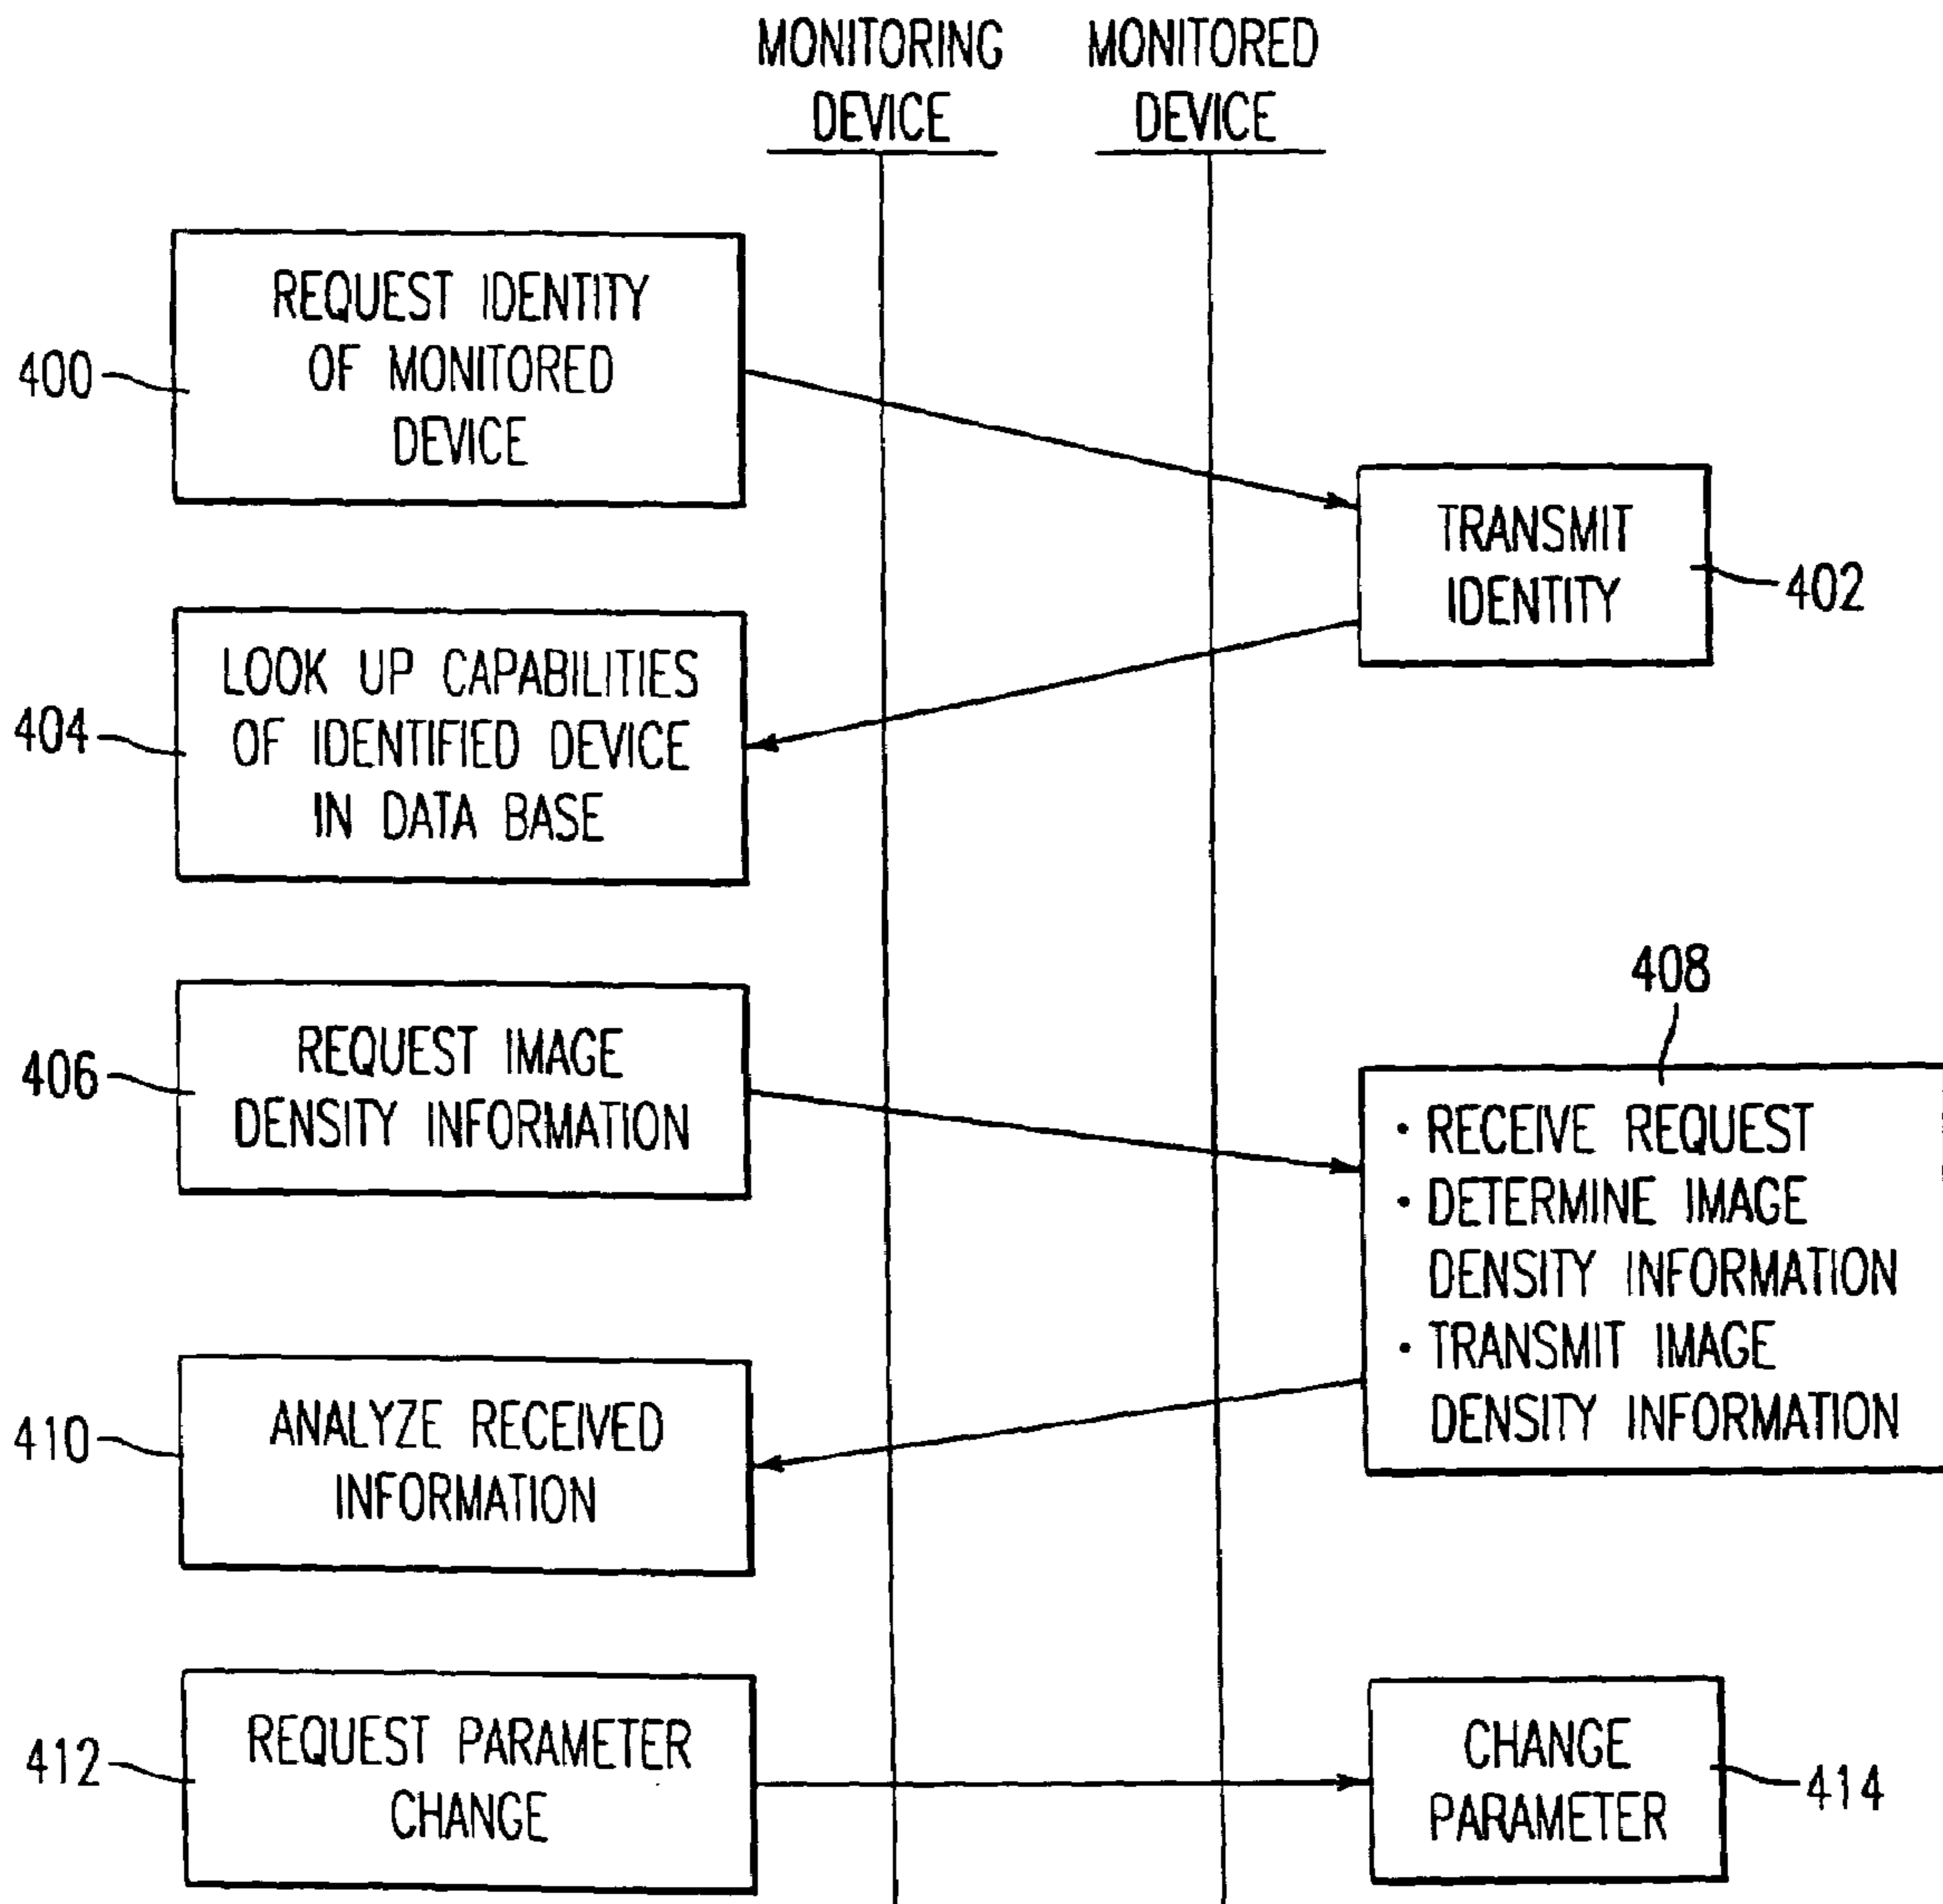 MONITORING
DEVICE
MONITORED
DEVICE
REQUEST IDENTITY
OF MONITORED
DEVICE
400
TRANSMIT
IDENTITY
402
LOOK UP CAPABILITIES
OF IDENTIFIED DEVICE
IN DATA BASE
404
REQUEST IMAGE
DENSITY INFORMATION
406
408
• RECEIVE REQUEST
• DETERMINE IMAGE
DENSITY INFORMATION
• TRANSMIT IMAGE
DENSITY INFORMATION
ANALYZE RECEIVED
INFORMATION
410
REQUEST PARAMETER
CHANGE
412
CHANGE
PARAMETER
414